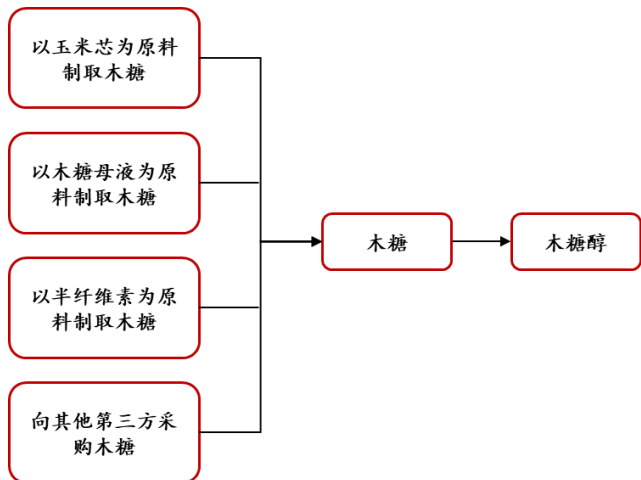 以玉米芯为原料
制取木糖
以木糖母液为原
料制取木糖
以半纤维素为原
料制取木糖
向其他第三方采
购木糖
木糖
木糖醇